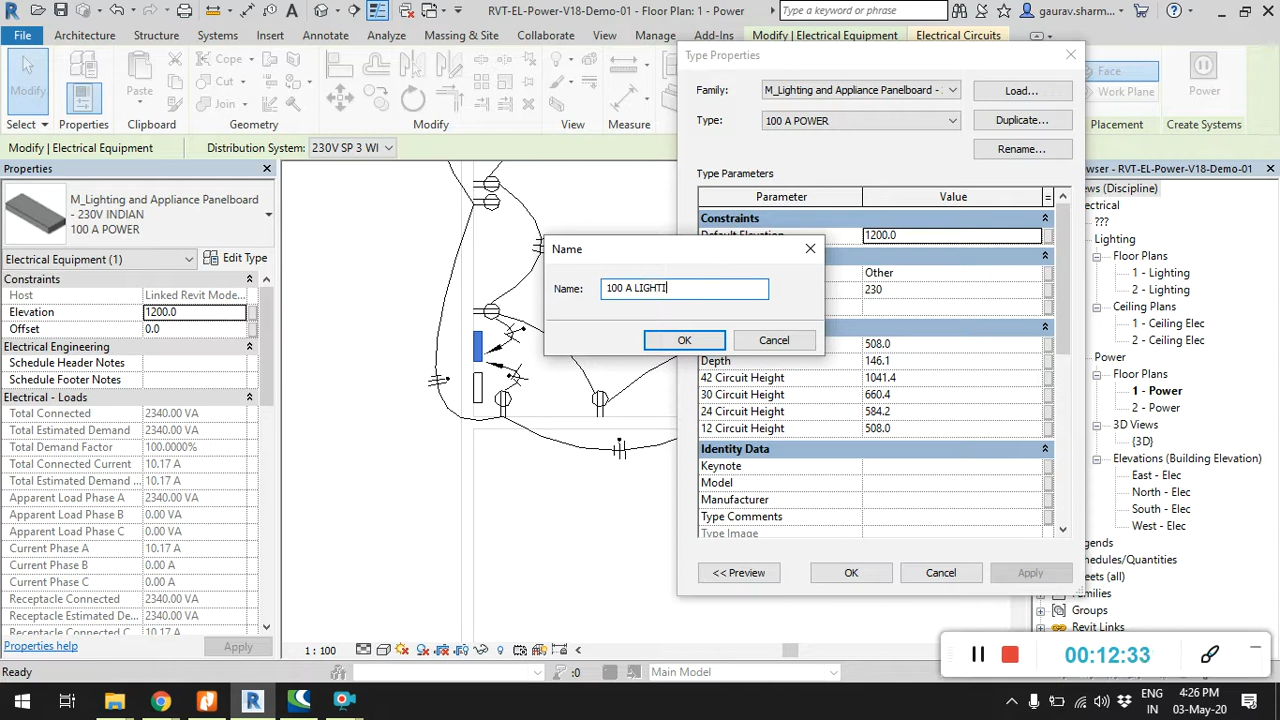 RVT-EL-Power-V18-Demo-01 - Floor Plan: 1 - Power
Type a keyword or phrase
gaurav.sharm...
File
Architecture
Structure
Systems
Insert
Annotate
Analyze
Massing & Site
Collaborate
View
Manage
Add-Ins
Modify | Electrical Equipment
Electrical Circuits
Modify
Properties
Paste
Cope
Cut
Join
Face
Work Plane
Power
Select
Properties
Clipboard
Geometry
Modify
View
Measure
Placement
Create Systems
Modify | Electrical Equipment
Distribution System:
230V SP 3 WI
Properties
M_Lighting and Appliance Panelboard
- 230V INDIAN
100 A POWER
Electrical Equipment (1)
Edit Type
Constraints
Host
Linked Revit Mode...
Elevation
1200.0
Offset
0.0
Electrical Engineering
Schedule Header Notes
Schedule Footer Notes
Electrical - Loads
Total Connected
2340.00 VA
Total Estimated Demand
2340.00 VA
Total Demand Factor
100.0000%
Total Connected Current
10.17 A
Total Estimated Demand ...
10.17 A
Apparent Load Phase A
2340.00 VA
Apparent Load Phase B
0.00 VA
Apparent Load Phase C
0.00 VA
Current Phase A
10.17 A
Current Phase B
0.00 A
Current Phase C
0.00 A
Receptacle Connected
2340.00 VA
Receptacle Estimated De...
2340.00 VA
Receptacle Connected C...
10.17 A
Properties help
Apply
Type Properties
Family:
M_Lighting and Appliance Panelboard -
Load...
Type:
100 A POWER
Duplicate...
Rename...
Type Parameters
Parameter
Value
=
Constraints
Default Elevation
1200.0
Other
230
508.0
Depth
146.1
42 Circuit Height
1041.4
30 Circuit Height
660.4
24 Circuit Height
584.2
12 Circuit Height
508.0
Identity Data
Keynote
Model
Manufacturer
Type Comments
Type Image
<< Preview
OK
Cancel
Apply
Name
Name:
100 A LIGHTI
OK
Cancel
owser - RVT-EL-Power-V18-Demo-01
ews (Discipline)
ectrical
???
Lighting
Floor Plans
1 - Lighting
2 - Lighting
Ceiling Plans
1 - Ceiling Elec
2 - Ceiling Elec
Power
Floor Plans
1 - Power
2 - Power
3D Views
{3D}
Elevations (Building Elevation)
East - Elec
North - Elec
South - Elec
West - Elec
egends
hedules/Quantities
eets (all)
Families
Groups
Revit Links
1 : 100
Ready
:0
Main Model
00:12:33
ENG
IN
4:26 PM
03-May-20